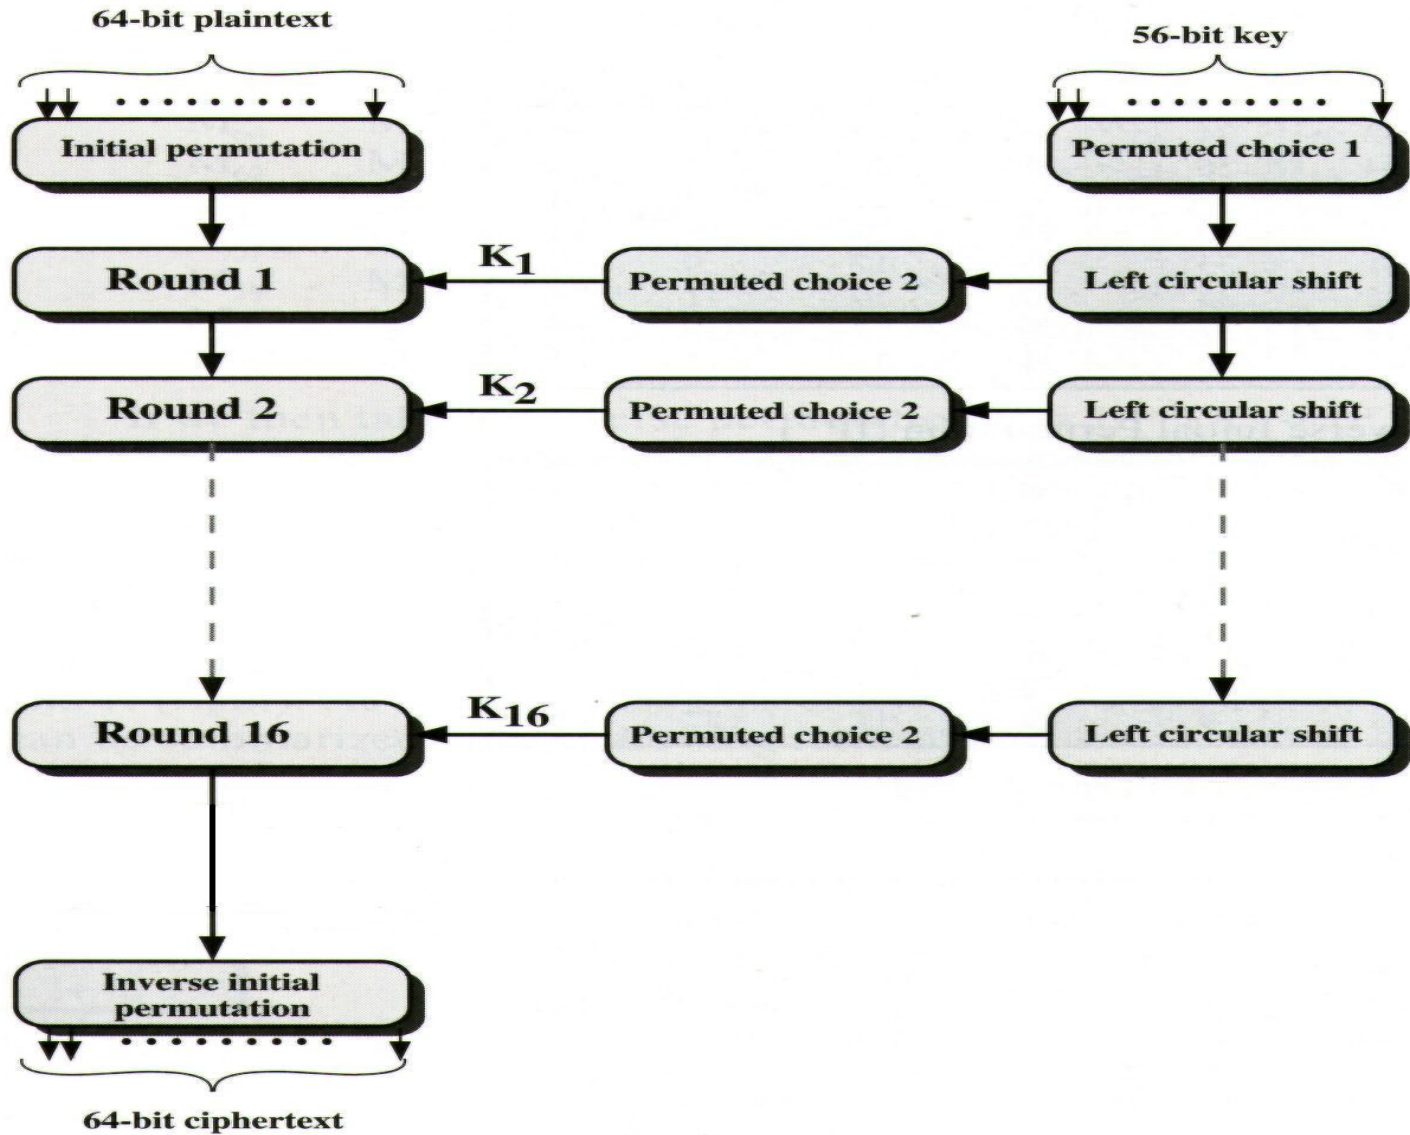 64-bit plaintext
56-bit key
Initial permutation
Permuted choice 1
Round 1
K1
Permuted choice 2
Left circular shift
Round 2
K2
Permuted choice 2
Left circular shift
Round 16
K16
Permuted choice 2
Left circular shift
Inverse initial
permutation
64-bit ciphertext